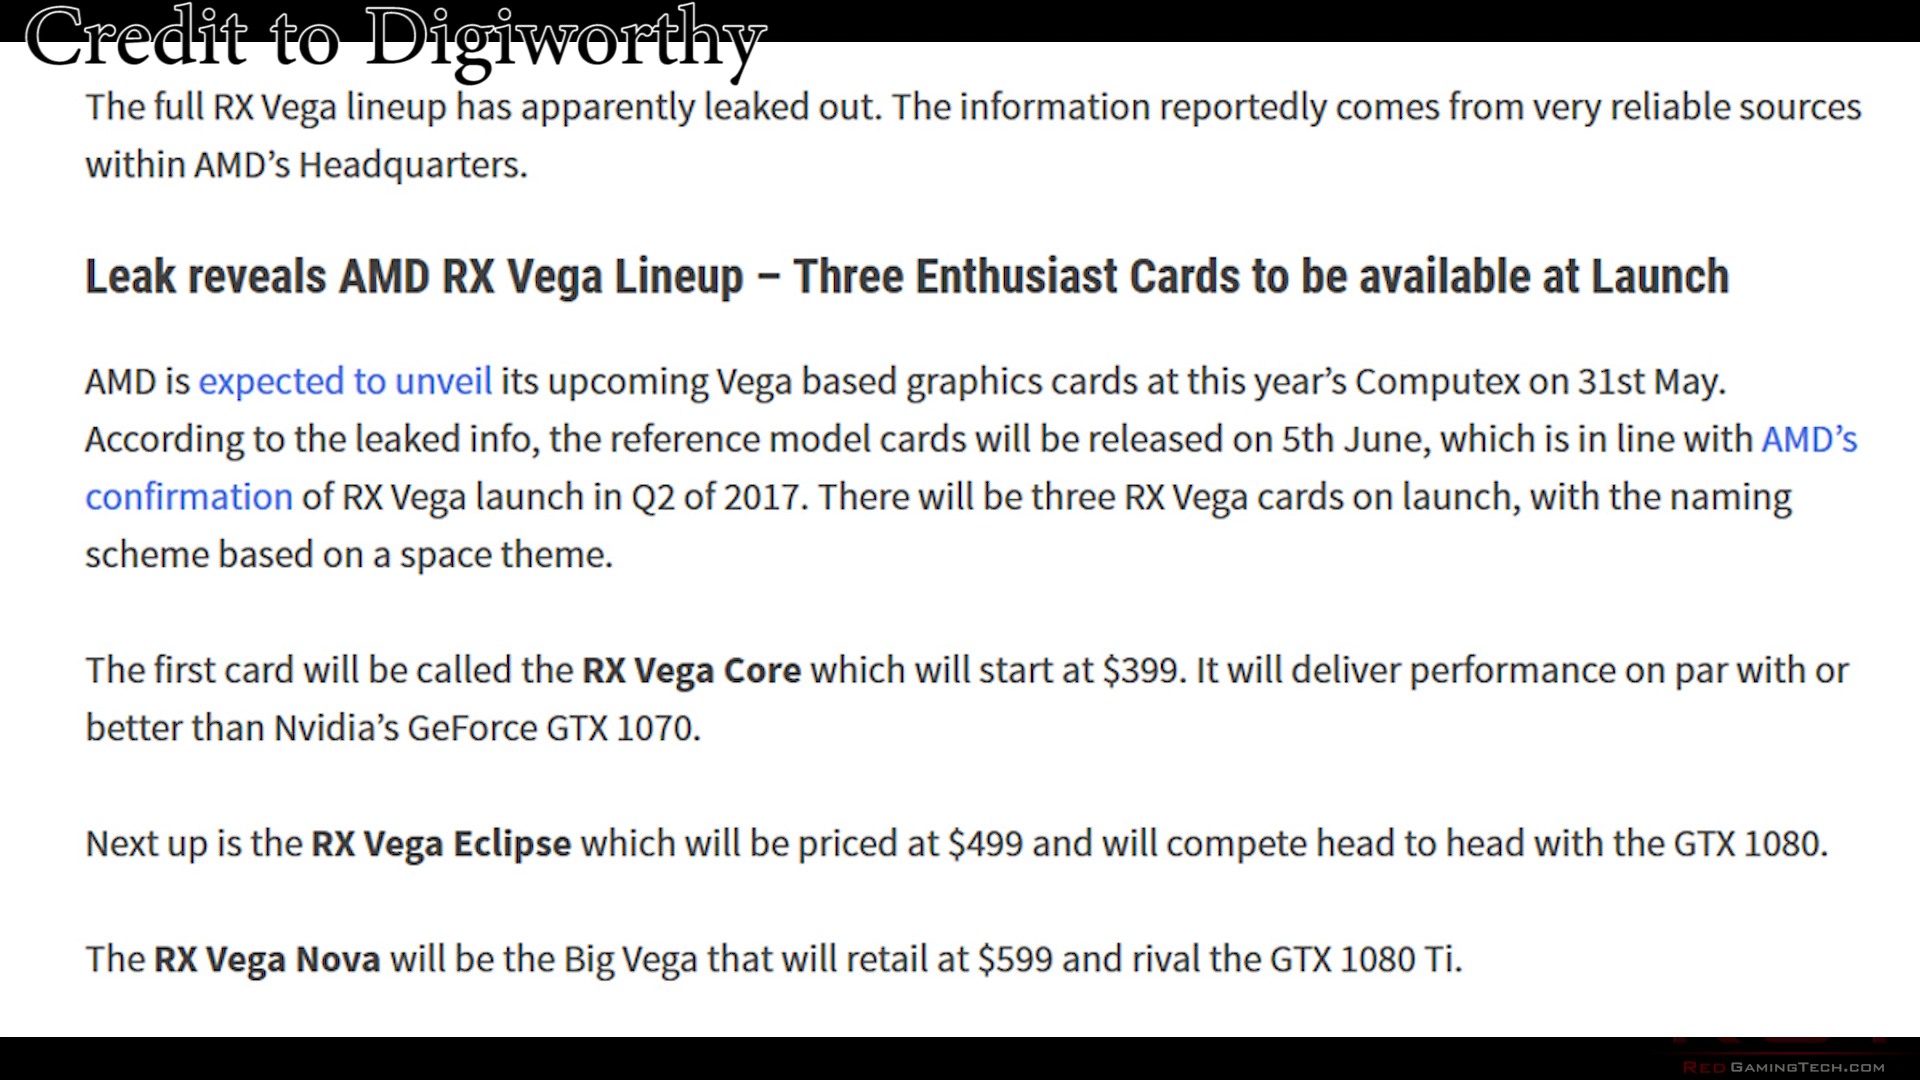 Credit to Digiworthy
The full RX Vega lineup has apparently leaked out. The information reportedly comes from very reliable sources
within AMD’s Headquarters.
Leak reveals AMD RX Vega Lineup – Three Enthusiast Cards to be available at Launch
AMD is expected to unveil its upcoming Vega based graphics cards at this year’s Computex on 31st May.
According to the leaked info, the reference model cards will be released on 5th June, which is in line with AMD’s
confirmation of RX Vega launch in Q2 of 2017. There will be three RX Vega cards on launch, with the naming
scheme based on a space theme.
The first card will be called the RX Vega Core which will start at $399. It will deliver performance on par with or
better than Nvidia’s GeForce GTX 1070.
Next up is the RX Vega Eclipse which will be priced at $499 and will compete head to head with the GTX 1080.
The RX Vega Nova will be the Big Vega that will retail at $599 and rival the GTX 1080 Ti.
REDGAMINGTECH.COM